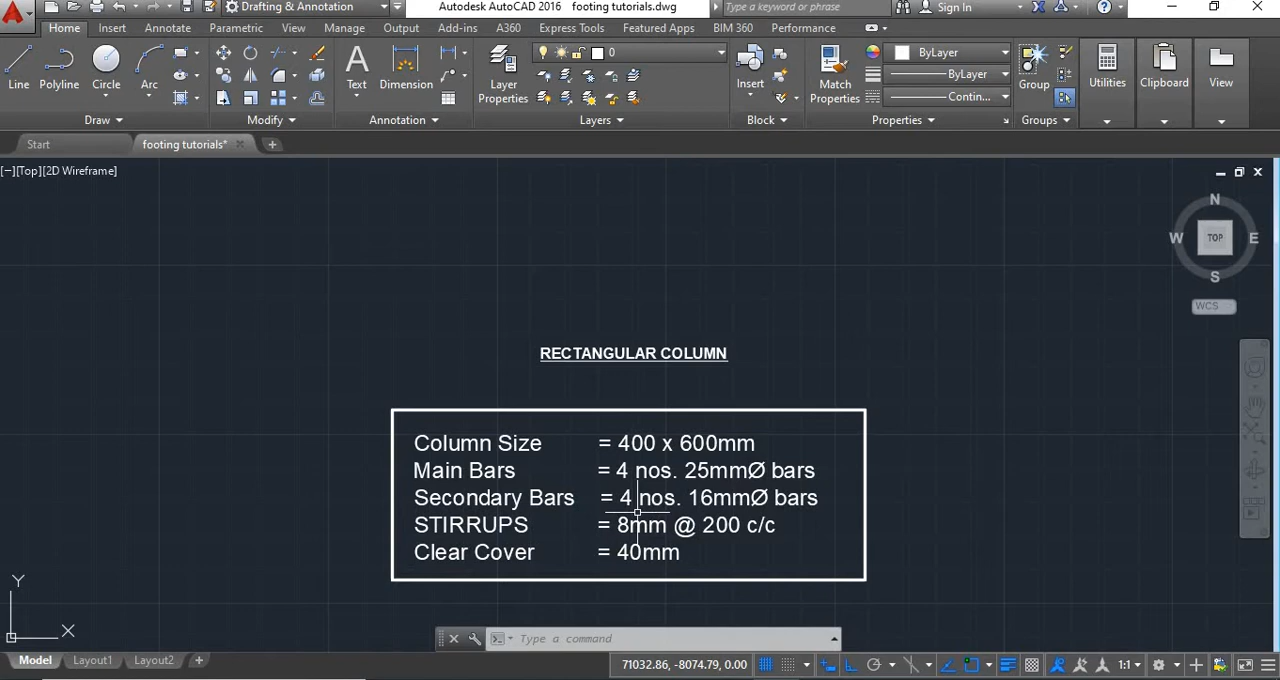 Drafting & Annotation
Autodesk AutoCAD 2016 footing tutorials.dwg
Type a keyword or phrase
Sign In
Home Insert Annotate Parametric View Manage Output Add-ins A360 Express Tools Featured Apps BIM 360 Performance
0
ByLayer
ByLayer
Contin...
Line Polyline Circle Arc
Text Dimension
Layer Properties
Insert
Match Properties
Group
Utilities
Clipboard
View
Draw Modify Annotation Layers Block Properties Groups
Start
footing tutorials*
[−][Top][2D Wireframe]
N
W TOP E
S
WCS
RECTANGULAR COLUMN
Column Size = 400 x 600mm
Main Bars = 4 nos. 25mmØ bars
Secondary Bars = 4 nos. 16mmØ bars
STIRRUPS = 8mm @ 200 c/c
Clear Cover = 40mm
Y
X
Type a command
Model Layout1 Layout2
71032.86, -8074.79, 0.00
1:1